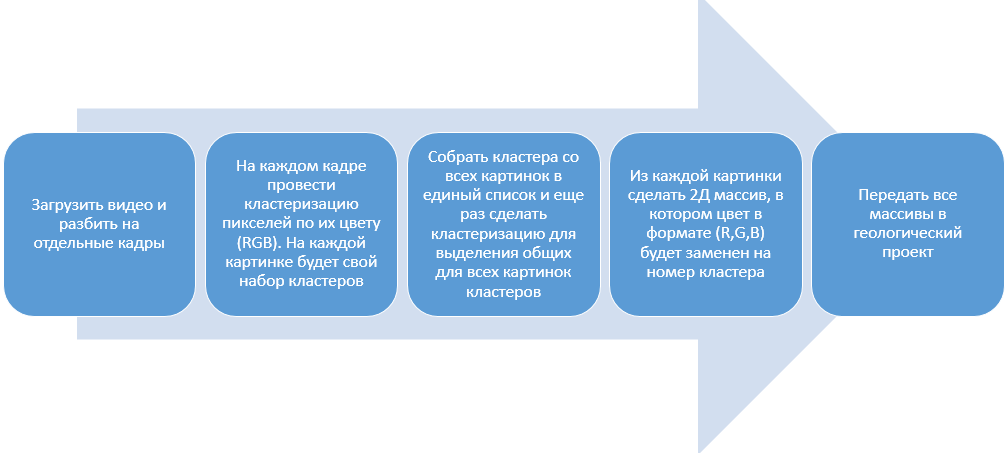 Загрузить видео и
разбить на
отдельные кадры
На каждом кадре
провести
кластеризацию
пикселей по их цвету
(RGB). На каждой
картинке будет свой
набор кластеров
Собрать кластера со
всех картинок в
единый список и еще
раз сделать
кластеризацию для
выделения общих
для всех картинок
кластеров
Из каждой картинки
сделать 2Д массив, в
котором цвет в
формате (R,G,B)
будет заменен на
номер кластера
Передать все
массивы в
геологический
проект